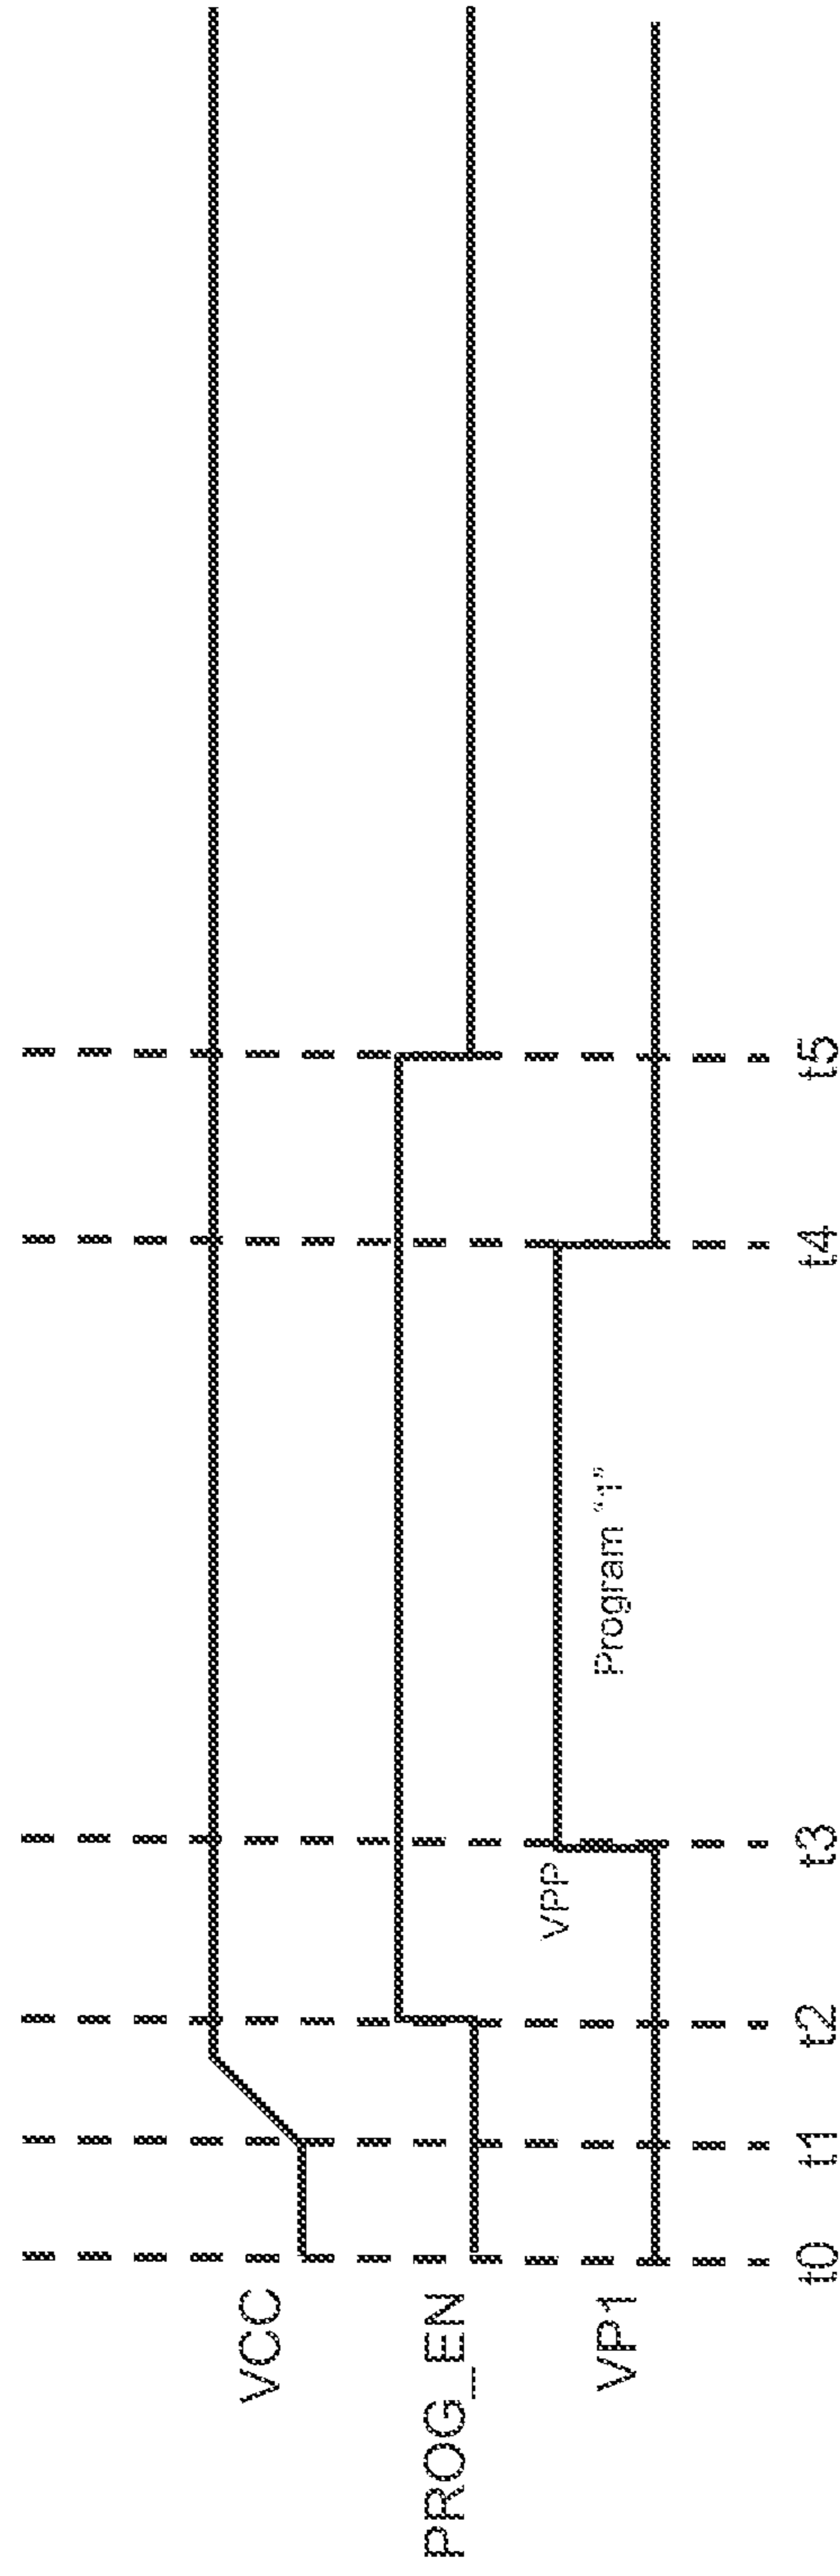 VCC
PROG_EN
VPP
VP1
Program "1"
t0 t1 t2 t3 t4 t5